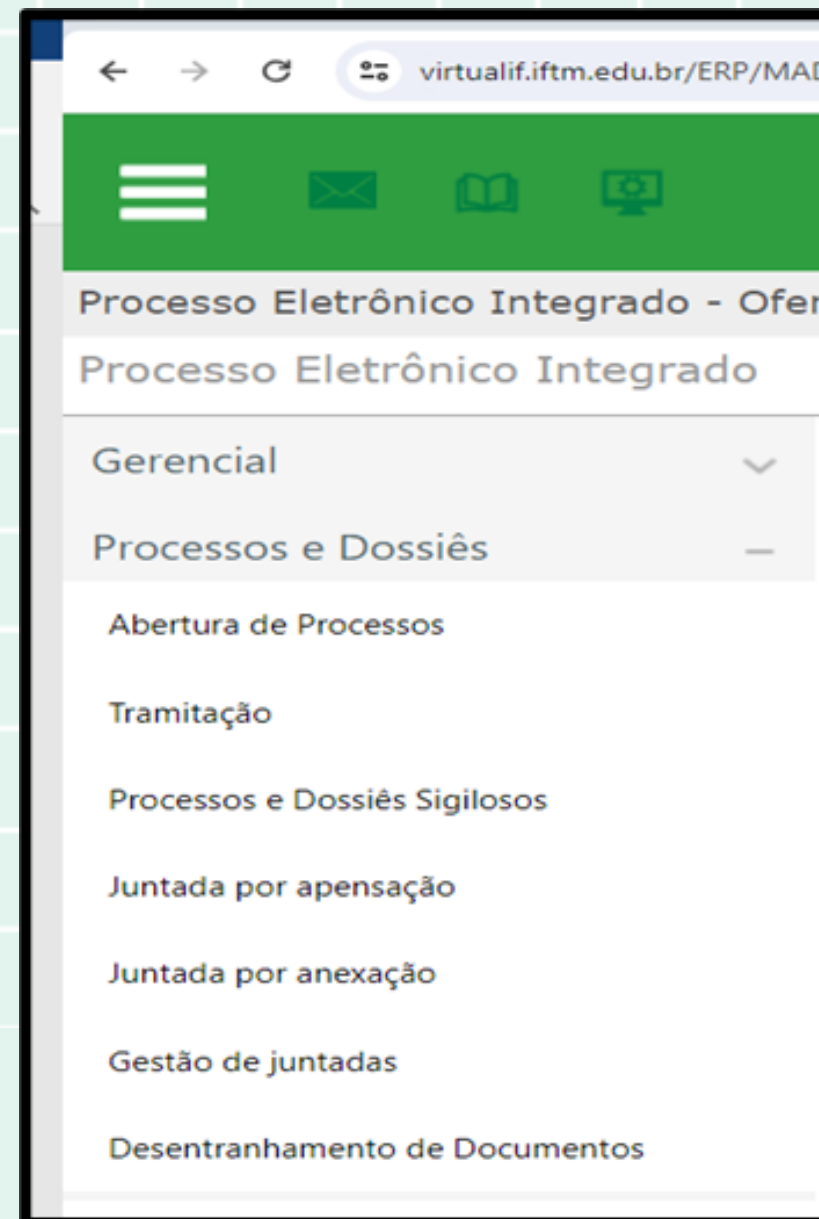 virtualif.iftm.edu.br/ERP/MAD
Processo Eletrônico Integrado - Ofer
Processo Eletrônico Integrado
Gerencial
Processos e Dossiês
Abertura de Processos
Tramitação
Processos e Dossiês Sigilosos
Juntada por apensação
Juntada por anexação
Gestão de juntadas
Desentranhamento de Documentos